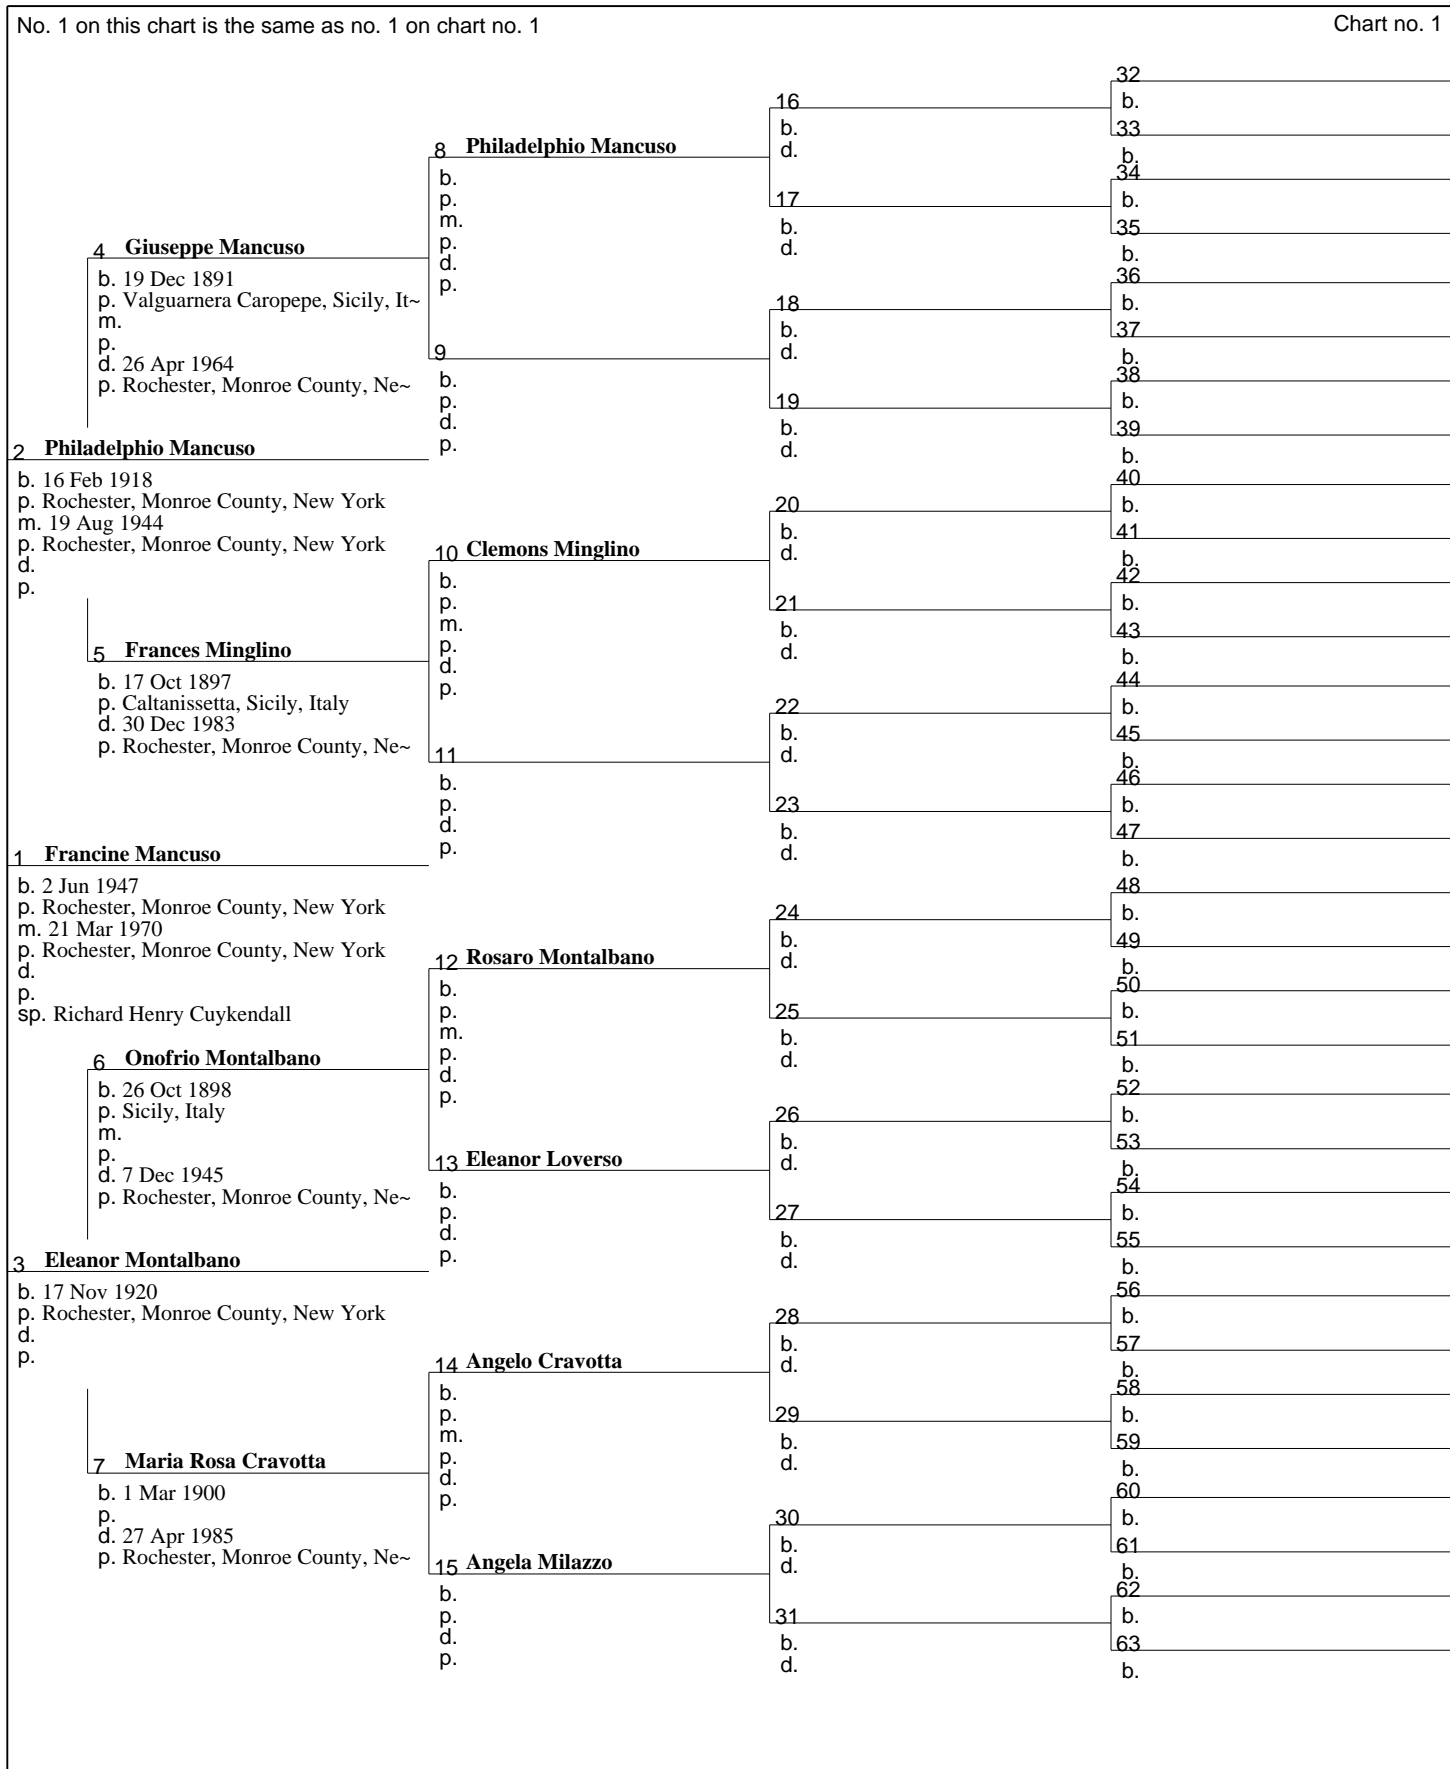 No. 1 on this chart is the same as no. 1 on chart no. 1
Chart no. 1
4 Giuseppe Mancuso
b. 19 Dec 1891
p. Valguarnera Caropepe, Sicily, It~
m.
p.
d. 26 Apr 1964
p. Rochester, Monroe County, Ne~
2 Philadelphio Mancuso
b. 16 Feb 1918
p. Rochester, Monroe County, New York
m. 19 Aug 1944
p. Rochester, Monroe County, New York
d.
p.
5 Frances Minglino
b. 17 Oct 1897
p. Caltanissetta, Sicily, Italy
d. 30 Dec 1983
p. Rochester, Monroe County, Ne~
1 Francine Mancuso
b. 2 Jun 1947
p. Rochester, Monroe County, New York
m. 21 Mar 1970
p. Rochester, Monroe County, New York
d.
p.
sp. Richard Henry Cuykendall
6 Onofrio Montalbano
b. 26 Oct 1898
p. Sicily, Italy
m.
p.
d. 7 Dec 1945
p. Rochester, Monroe County, Ne~
3 Eleanor Montalbano
b. 17 Nov 1920
p. Rochester, Monroe County, New York
d.
p.
7 Maria Rosa Cravotta
b. 1 Mar 1900
p.
d. 27 Apr 1985
p. Rochester, Monroe County, Ne~
8 Philadelphio Mancuso
b.
p.
m.
p.
d.
p.
9
b.
p.
d.
p.
10 Clemons Minglino
b.
p.
m.
p.
d.
p.
11
b.
p.
d.
p.
12 Rosaro Montalbano
b.
p.
m.
p.
d.
p.
13 Eleanor Loverso
b.
p.
d.
p.
14 Angelo Cravotta
b.
p.
m.
p.
d.
p.
15 Angela Milazzo
b.
p.
d.
p.
16
b.
d.
17
b.
d.
18
b.
d.
19
b.
d.
20
b.
d.
21
b.
d.
22
b.
d.
23
b.
d.
24
b.
d.
25
b.
d.
26
b.
d.
27
b.
d.
28
b.
d.
29
b.
d.
30
b.
d.
31
b.
d.
32
b.
33
b.
34
b.
35
b.
36
b.
37
b.
38
b.
39
b.
40
b.
41
b.
42
b.
43
b.
44
b.
45
b.
46
b.
47
b.
48
b.
49
b.
50
b.
51
b.
52
b.
53
b.
54
b.
55
b.
56
b.
57
b.
58
b.
59
b.
60
b.
61
b.
62
b.
63
b.